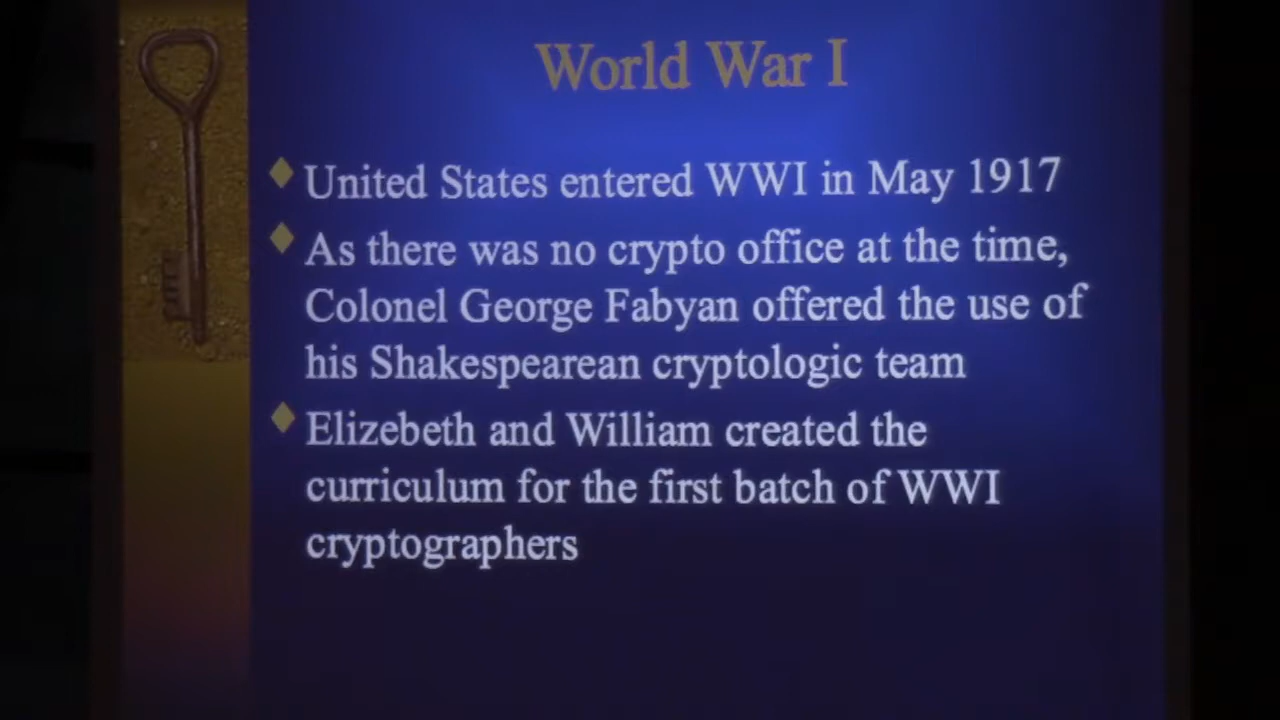 World War I
United States entered WWI in May 1917
As there was no crypto office at the time,
Colonel George Fabyan offered the use of
his Shakespearean cryptologic team
Elizebeth and William created the
curriculum for the first batch of WWI
cryptographers